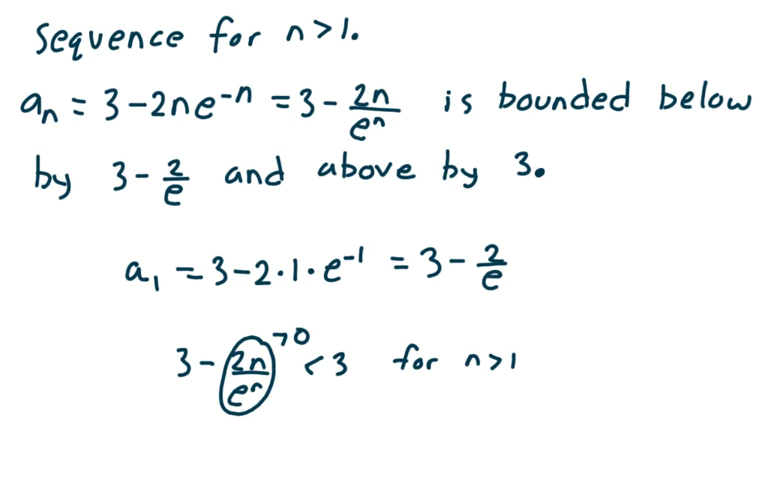 Sequence for n > 1.
aₙ = 3 - 2ne⁻ⁿ = 3 - 2n/eⁿ is bounded below
by 3 - 2/e and above by 3.
a₁ = 3 - 2·1·e⁻¹ = 3 - 2/e
3 - 2n/eⁿ >0 < 3 for n > 1